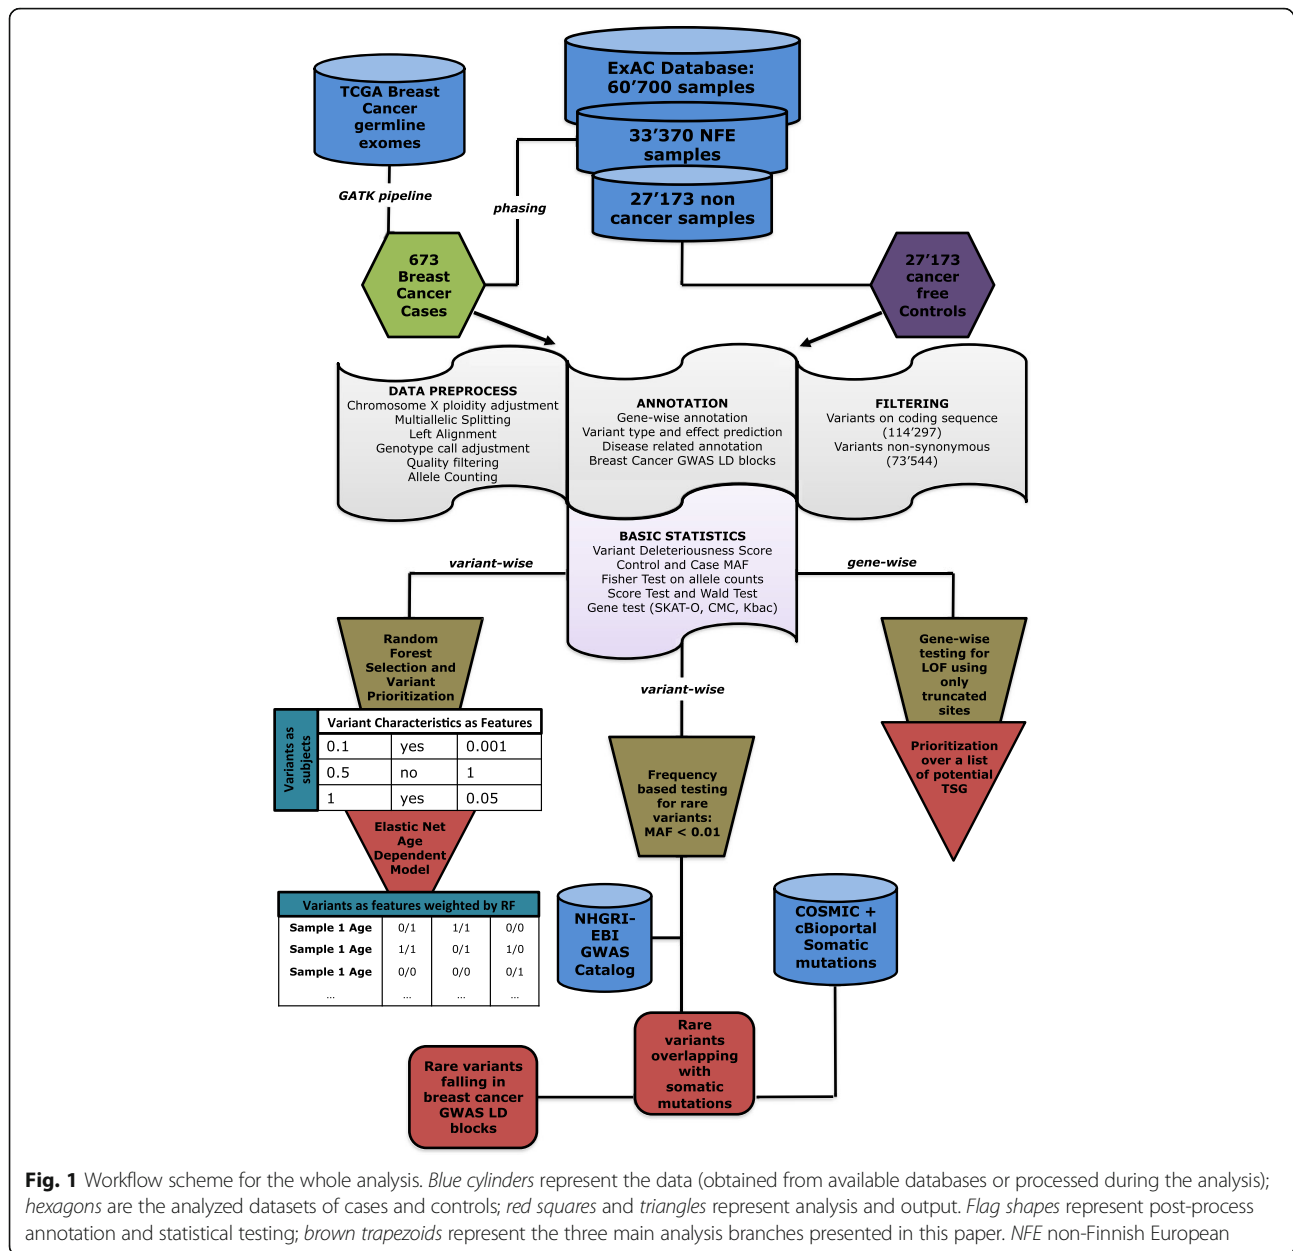 TCGA Breast
Cancer
germline
exomes
ExAC Database:
60’700 samples
33’370 NFE
samples
27’173 non
cancer samples
GATK pipeline
phasing
673
Breast
Cancer
Cases
27’173
cancer
free
Controls
DATA PREPROCESS
Chromosome X ploidity adjustment
Multiallelic Splitting
Left Alignment
Genotype call adjustment
Quality filtering
Allele Counting
ANNOTATION
Gene-wise annotation
Variant type and effect prediction
Disease related annotation
Breast Cancer GWAS LD blocks
FILTERING
Variants on coding sequence
(114’297)
Variants non-synonymous
(73’544)
BASIC STATISTICS
Variant Deleteriousness Score
Control and Case MAF
Fisher Test on allele counts
Score Test and Wald Test
Gene test (SKAT-O, CMC, Kbac)
variant-wise
gene-wise
variant-wise
Random
Forest
Selection and
Variant
Prioritization
Variants as
subjects
Variant Characteristics as Features
0.1 yes 0.001
0.5 no 1
1 yes 0.05
Elastic Net
Age
Dependent
Model
Variants as features weighted by RF
Sample 1 Age 0/1 1/1 0/0
Sample 1 Age 1/1 0/1 1/0
Sample 1 Age 0/0 0/0 0/1
... ... ... ...
Frequency
based testing
for rare
variants:
MAF < 0.01
Gene-wise
testing for
LOF using
only
truncated
sites
Prioritization
over a list
of potential
TSG
NHGRI-
EBI
GWAS
Catalog
COSMIC +
cBioportal
Somatic
mutations
Rare
variants
overlapping
with
somatic
mutations
Rare variants
falling in
breast cancer
GWAS LD
blocks
Fig. 1 Workflow scheme for the whole analysis. Blue cylinders represent the data (obtained from available databases or processed during the analysis);
hexagons are the analyzed datasets of cases and controls; red squares and triangles represent analysis and output. Flag shapes represent post-process
annotation and statistical testing; brown trapezoids represent the three main analysis branches presented in this paper. NFE non-Finnish European